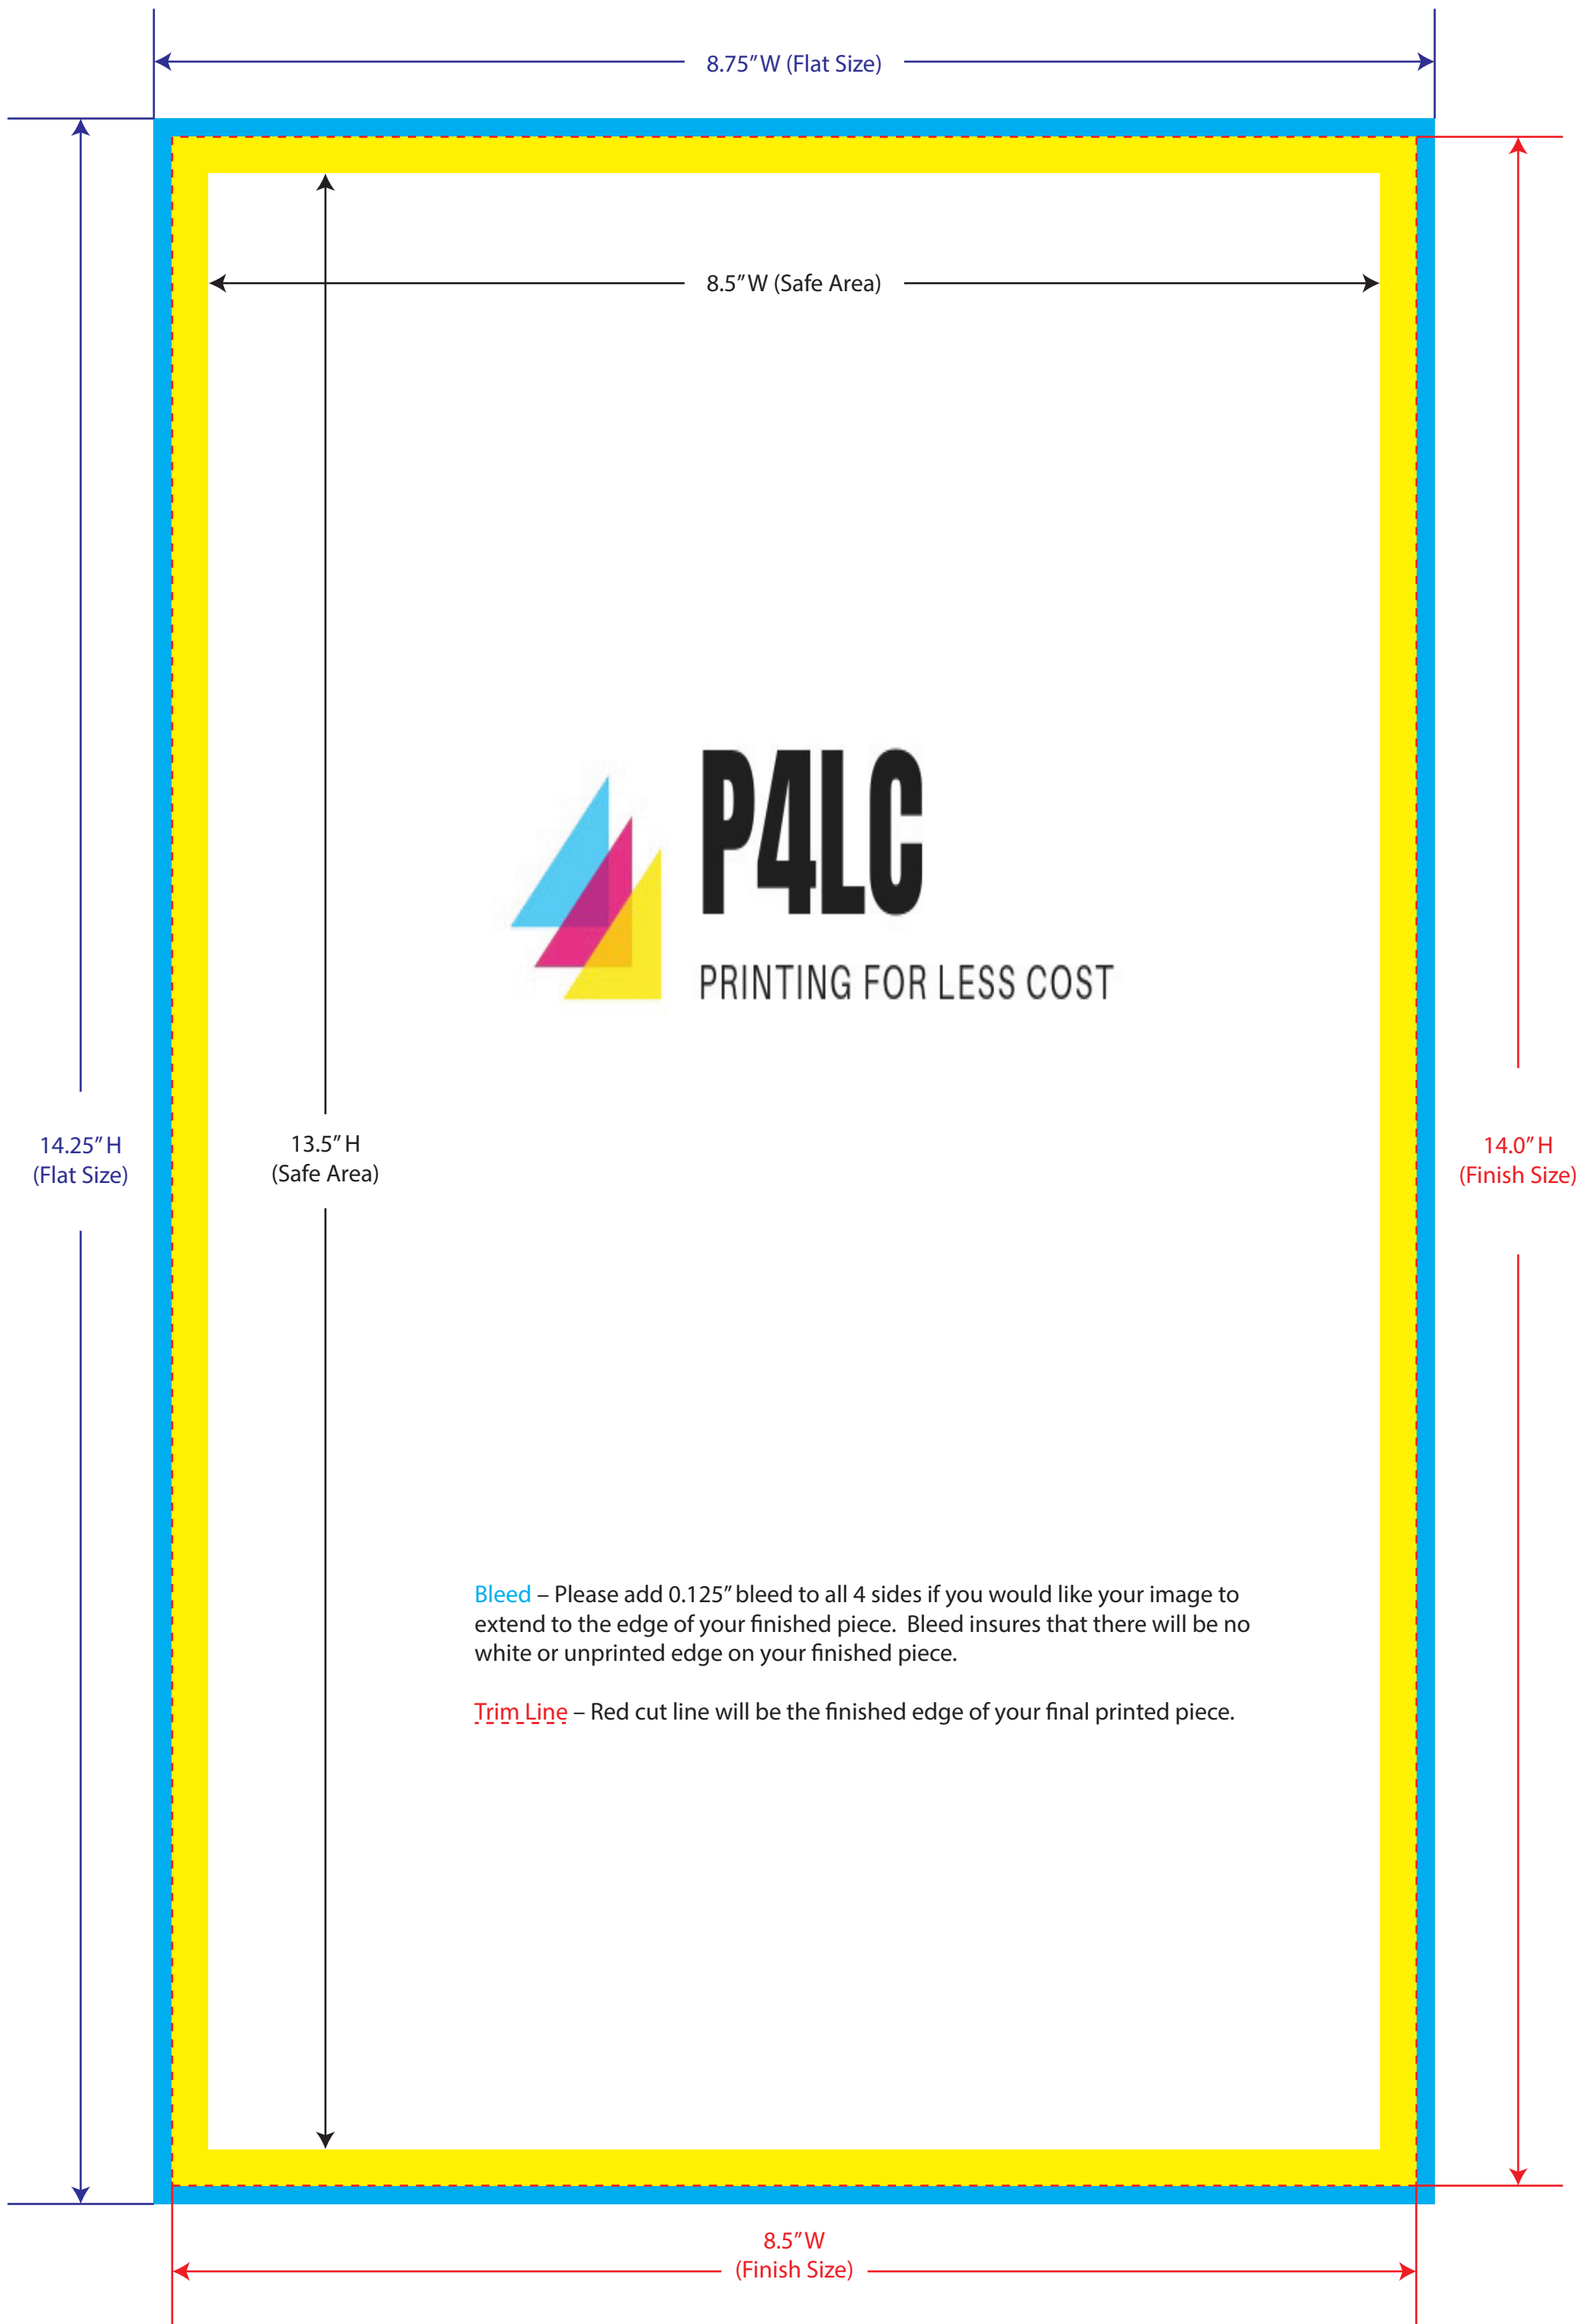 8.75" W (Flat Size)
8.5" W (Safe Area)
P4LC
PRINTING FOR LESS COST
14.25" H
(Flat Size)
13.5" H
(Safe Area)
14.0" H
(Finish Size)
Bleed – Please add 0.125" bleed to all 4 sides if you would like your image to
extend to the edge of your finished piece.  Bleed insures that there will be no
white or unprinted edge on your finished piece.
Trim Line – Red cut line will be the finished edge of your final printed piece.
8.5" W
(Finish Size)